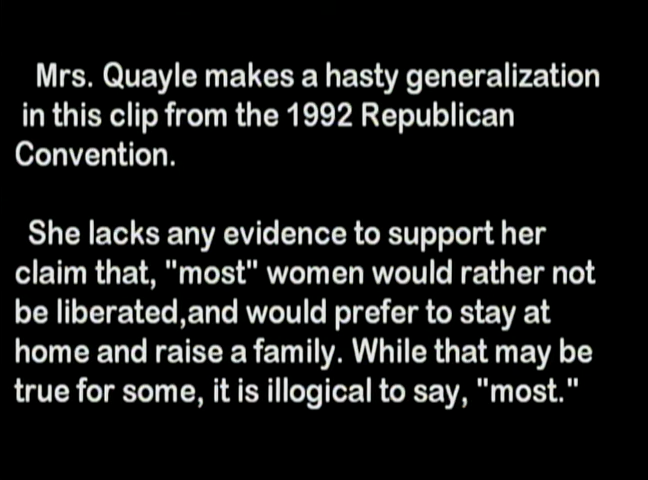 Mrs. Quayle makes a hasty generalization
in this clip from the 1992 Republican
Convention.
She lacks any evidence to support her
claim that, "most" women would rather not
be liberated,and would prefer to stay at
home and raise a family. While that may be
true for some, it is illogical to say, "most."